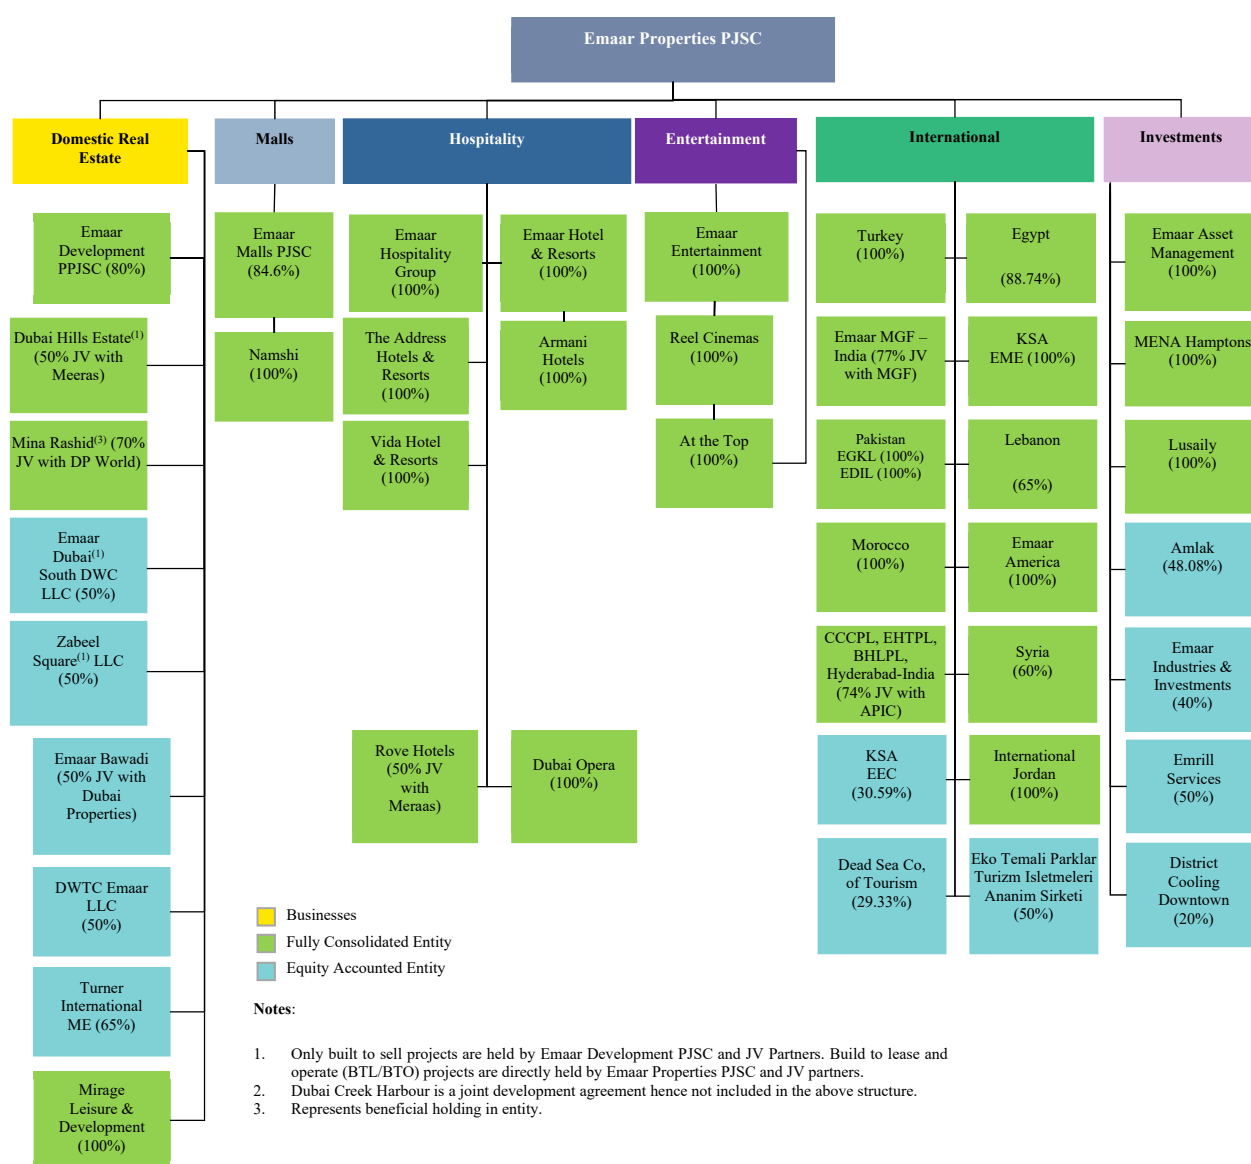 Emaar Properties PJSC
Domestic Real
Estate
Malls
Hospitality
Entertainment
International
Investments
Emaar
Development
PPJSC (80%)
Dubai Hills Estate(1)
(50% JV with
Meeras)
Mina Rashid(3) (70%
JV with DP World)
Emaar
Dubai(1)
South DWC
LLC (50%)
Zabeel
Square(1) LLC
(50%)
Emaar Bawadi
(50% JV with
Dubai
Properties)
DWTC Emaar
LLC
(50%)
Turner
International
ME (65%)
Mirage
Leisure &
Development
(100%)
Emaar
Malls PJSC
(84.6%)
Namshi
(100%)
Emaar
Hospitality
Group
(100%)
Emaar Hotel
& Resorts
(100%)
The Address
Hotels &
Resorts
(100%)
Armani
Hotels
(100%)
Vida Hotel
& Resorts
(100%)
Rove Hotels
(50% JV
with
Meraas)
Dubai Opera
(100%)
Emaar
Entertainment
(100%)
Reel Cinemas
(100%)
At the Top
(100%)
Turkey
(100%)
Egypt
(88.74%)
Emaar MGF –
India (77% JV
with MGF)
KSA
EME (100%)
Pakistan
EGKL (100%)
EDIL (100%)
Lebanon
(65%)
Morocco
(100%)
Emaar
America
(100%)
CCCPL, EHTPL,
BHLPL,
Hyderabad-India
(74% JV with
APIC)
Syria
(60%)
KSA
EEC
(30.59%)
International
Jordan
(100%)
Dead Sea Co,
of Tourism
(29.33%)
Eko Temali Parklar
Turizm Isletmeleri
Ananim Sirketi
(50%)
Emaar Asset
Management
(100%)
MENA Hamptons
(100%)
Lusaily
(100%)
Amlak
(48.08%)
Emaar
Industries &
Investments
(40%)
Emrill
Services
(50%)
District
Cooling
Downtown
(20%)
Businesses
Fully Consolidated Entity
Equity Accounted Entity
Notes:
1. Only built to sell projects are held by Emaar Development PJSC and JV Partners. Build to lease and
operate (BTL/BTO) projects are directly held by Emaar Properties PJSC and JV partners.
2. Dubai Creek Harbour is a joint development agreement hence not included in the above structure.
3. Represents beneficial holding in entity.